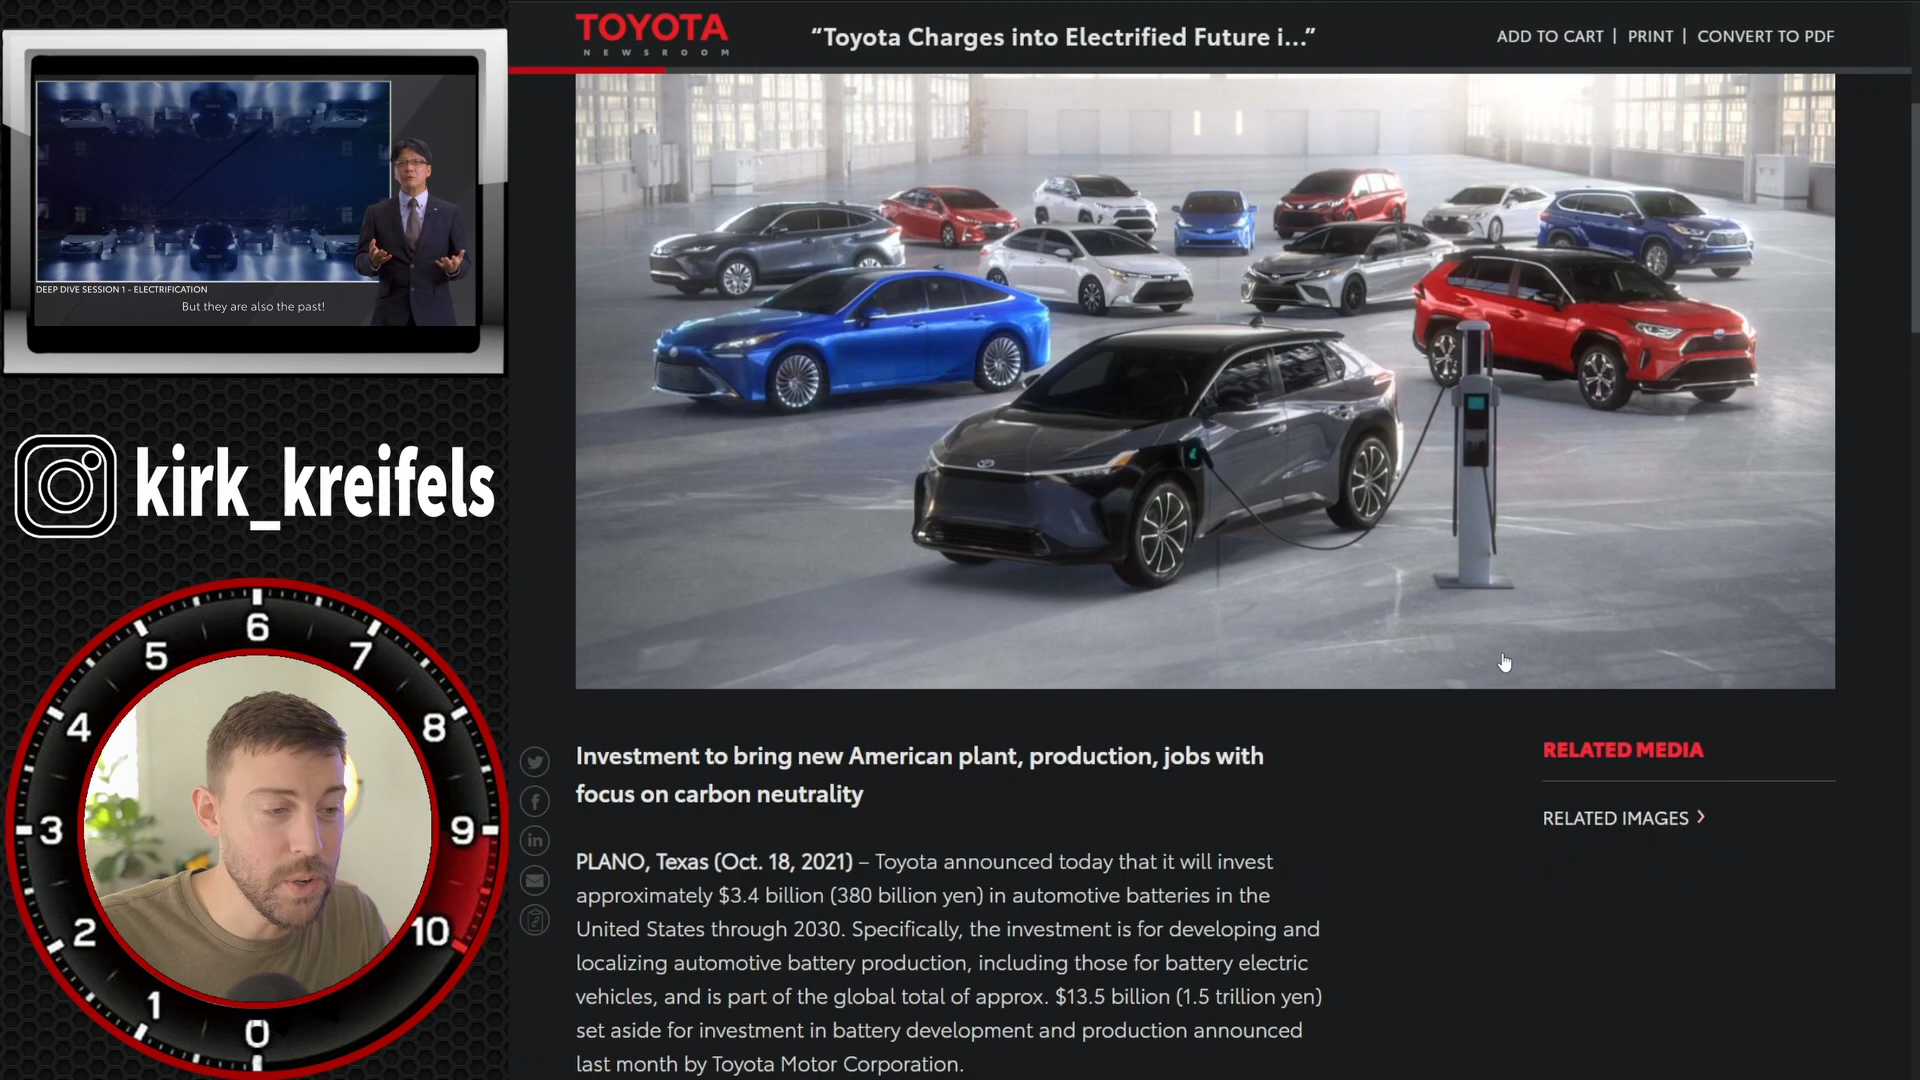 TOYOTA
NEWSROOM
“Toyota Charges into Electrified Future i...”
ADD TO CART | PRINT | CONVERT TO PDF
DEEP DIVE SESSION 1 - ELECTRIFICATION
But they are also the past!
kirk_kreifels
0
1
2
3
4
5
6
7
8
9
10
Investment to bring new American plant, production, jobs with
focus on carbon neutrality
PLANO, Texas (Oct. 18, 2021) – Toyota announced today that it will invest
approximately $3.4 billion (380 billion yen) in automotive batteries in the
United States through 2030. Specifically, the investment is for developing and
localizing automotive battery production, including those for battery electric
vehicles, and is part of the global total of approx. $13.5 billion (1.5 trillion yen)
set aside for investment in battery development and production announced
last month by Toyota Motor Corporation.
RELATED MEDIA
RELATED IMAGES